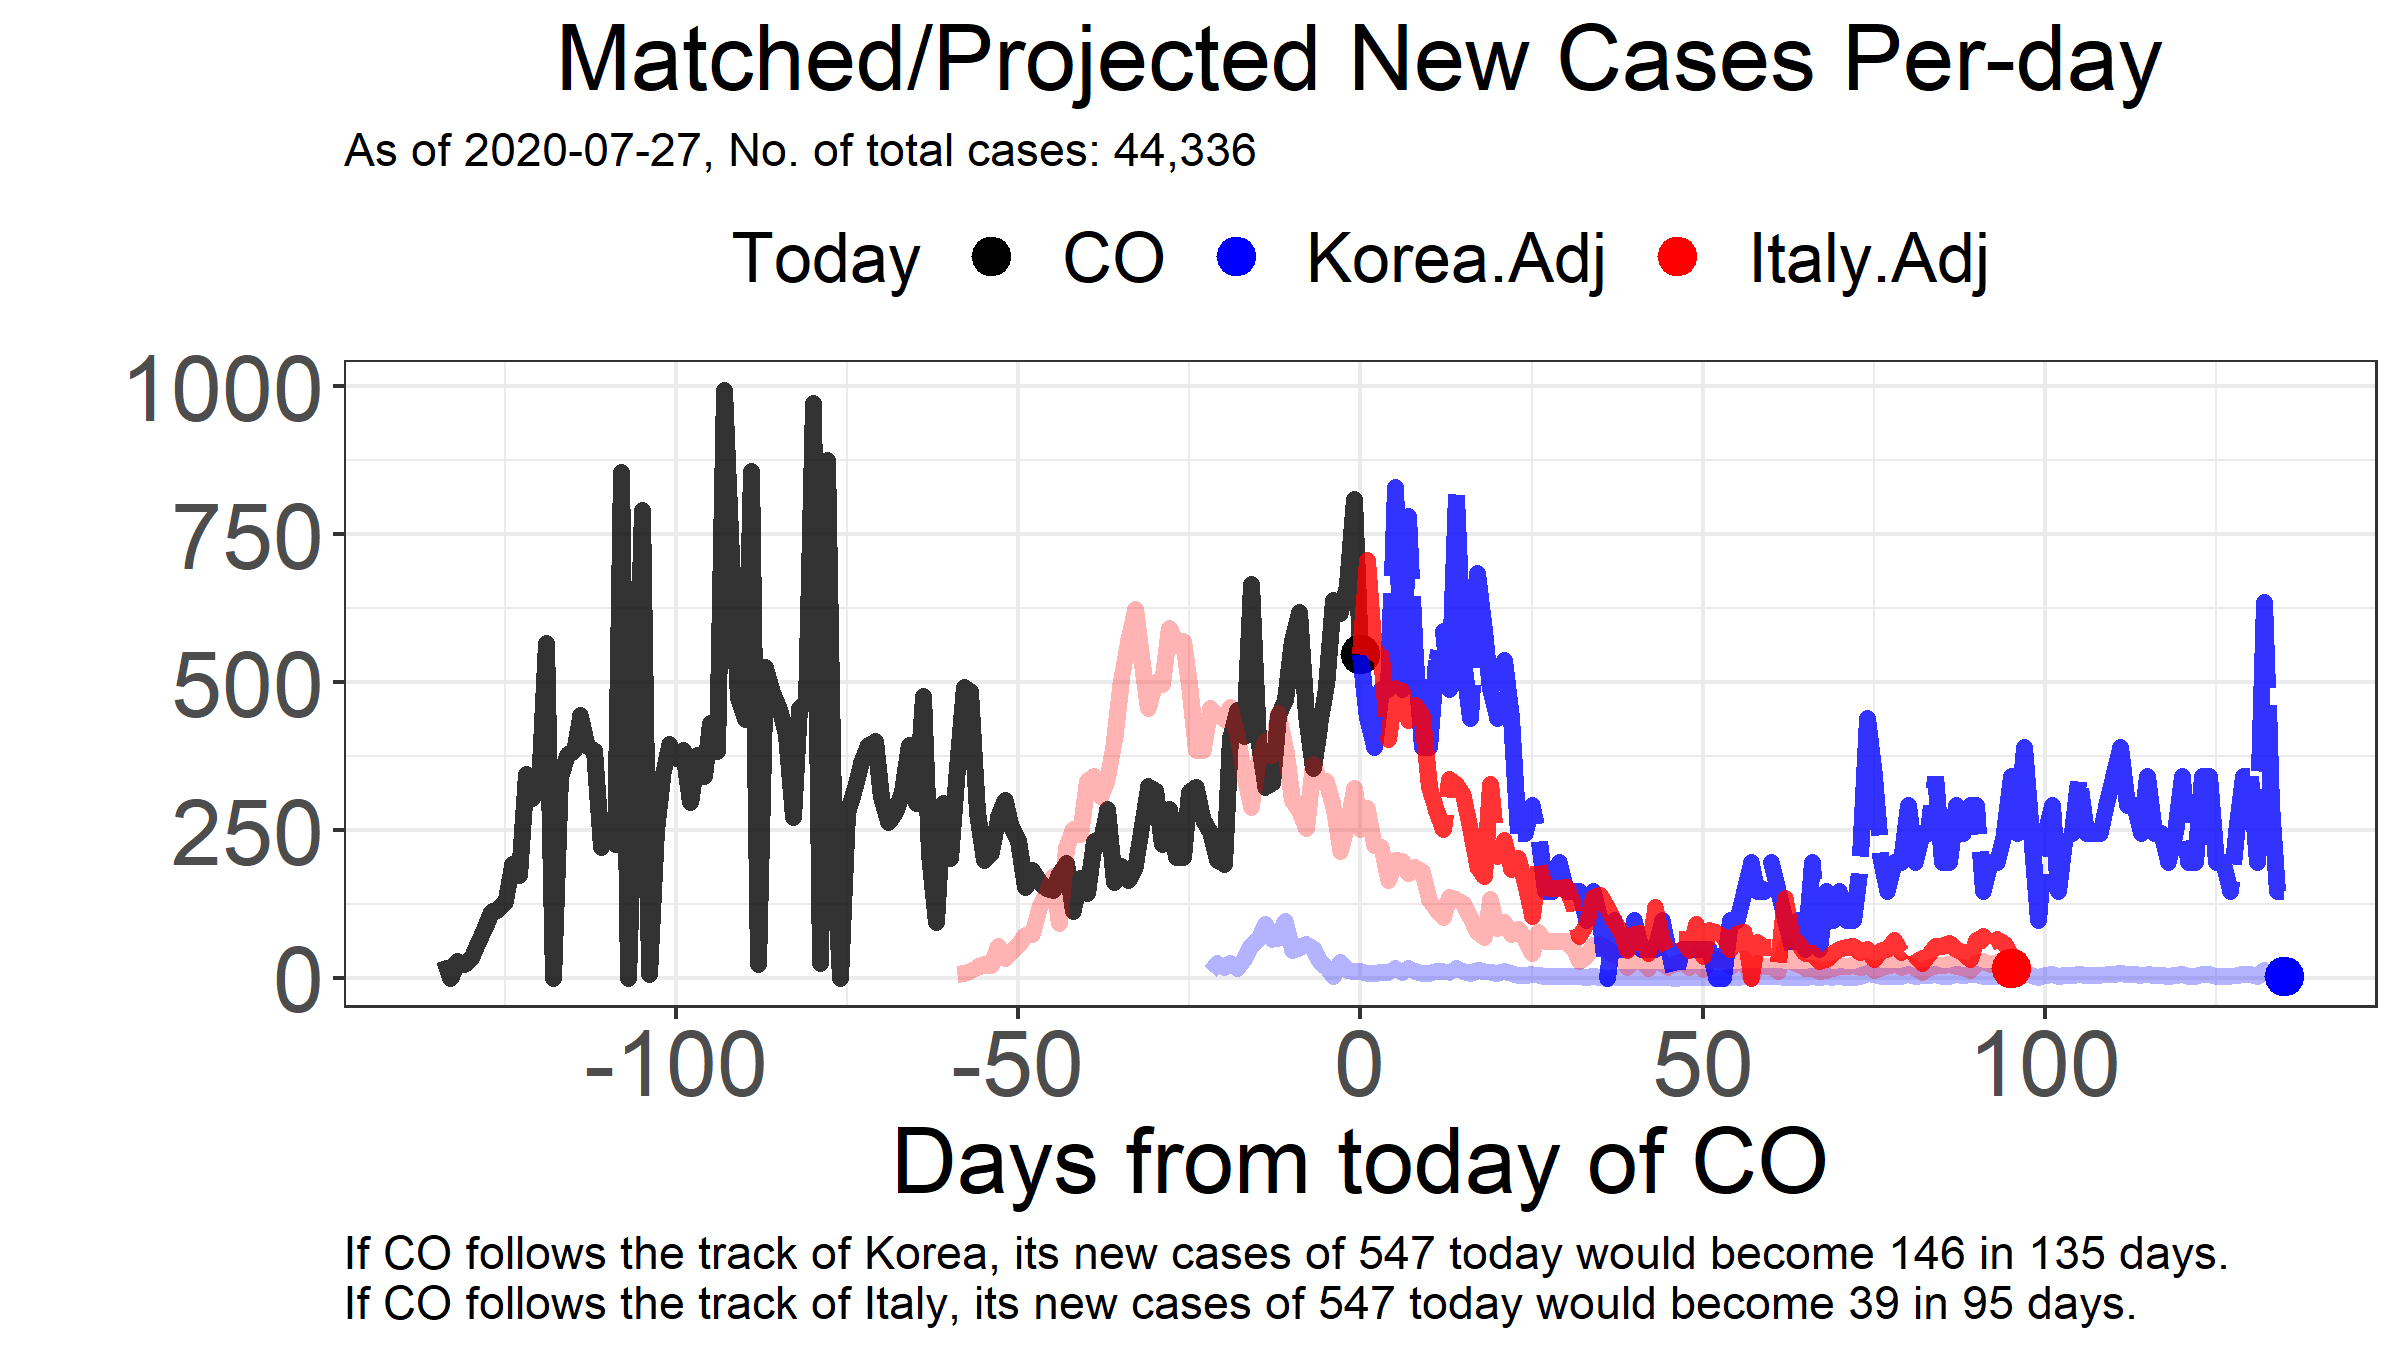 Matched/Projected New Cases Per-day
As of 2020-07-27, No. of total cases: 44,336
Today CO Korea.Adj Italy.Adj
1000
750
500
250
0
-100 -50 0 50 100
Days from today of CO
If CO follows the track of Korea, its new cases of 547 today would become 146 in 135 days.
If CO follows the track of Italy, its new cases of 547 today would become 39 in 95 days.